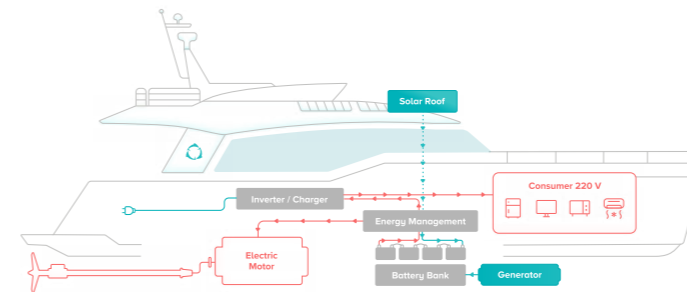 Solar Roof
Consumer 220 V
Inverter / Charger
Energy Management
Electric
Motor
Battery Bank
Generator